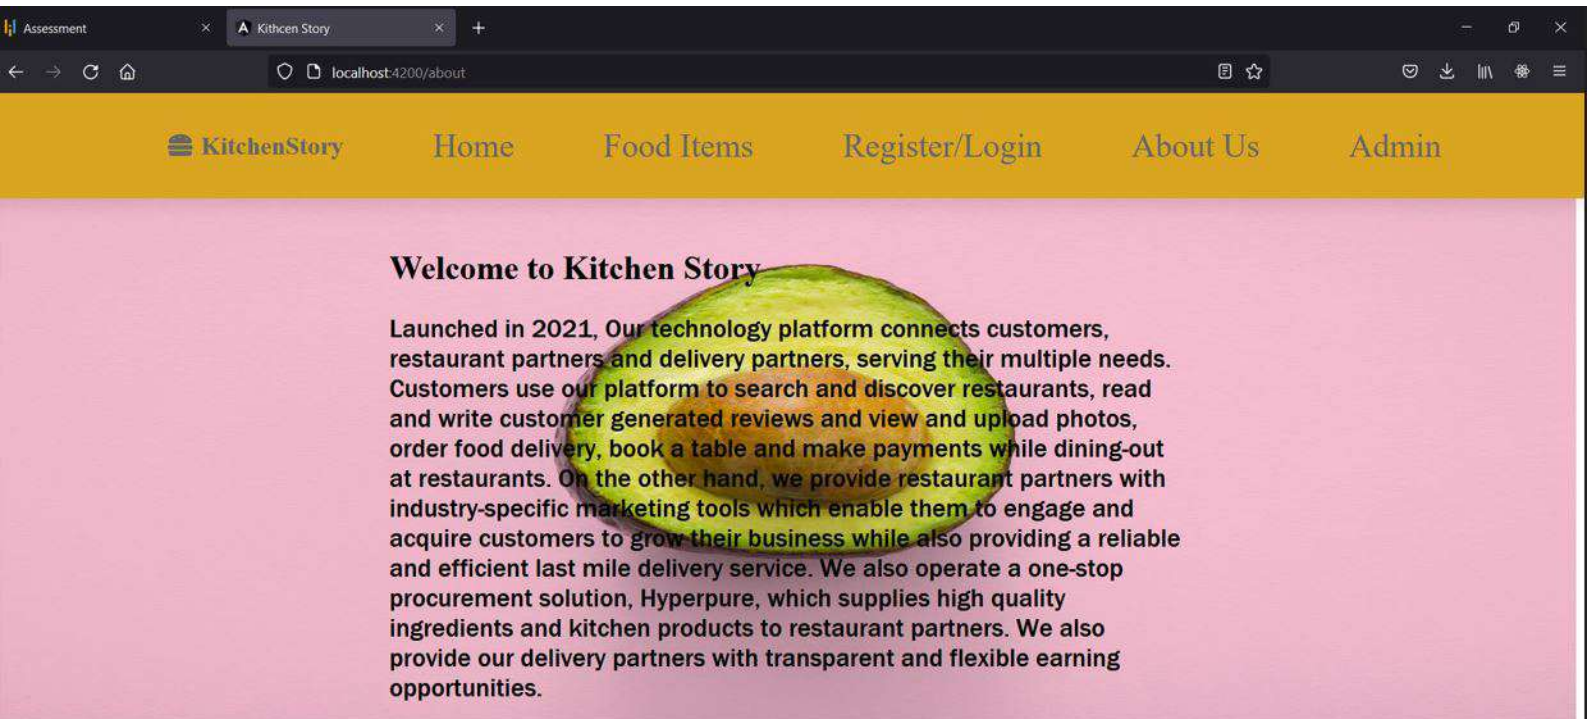 Assessment
Kithcen Story
localhost:4200/about
KitchenStory Home Food Items Register/Login About Us Admin
Welcome to Kitchen Story
Launched in 2021, Our technology platform connects customers,
restaurant partners and delivery partners, serving their multiple needs.
Customers use our platform to search and discover restaurants, read
and write customer generated reviews and view and upload photos,
order food delivery, book a table and make payments while dining-out
at restaurants. On the other hand, we provide restaurant partners with
industry-specific marketing tools which enable them to engage and
acquire customers to grow their business while also providing a reliable
and efficient last mile delivery service. We also operate a one-stop
procurement solution, Hyperpure, which supplies high quality
ingredients and kitchen products to restaurant partners. We also
provide our delivery partners with transparent and flexible earning
opportunities.